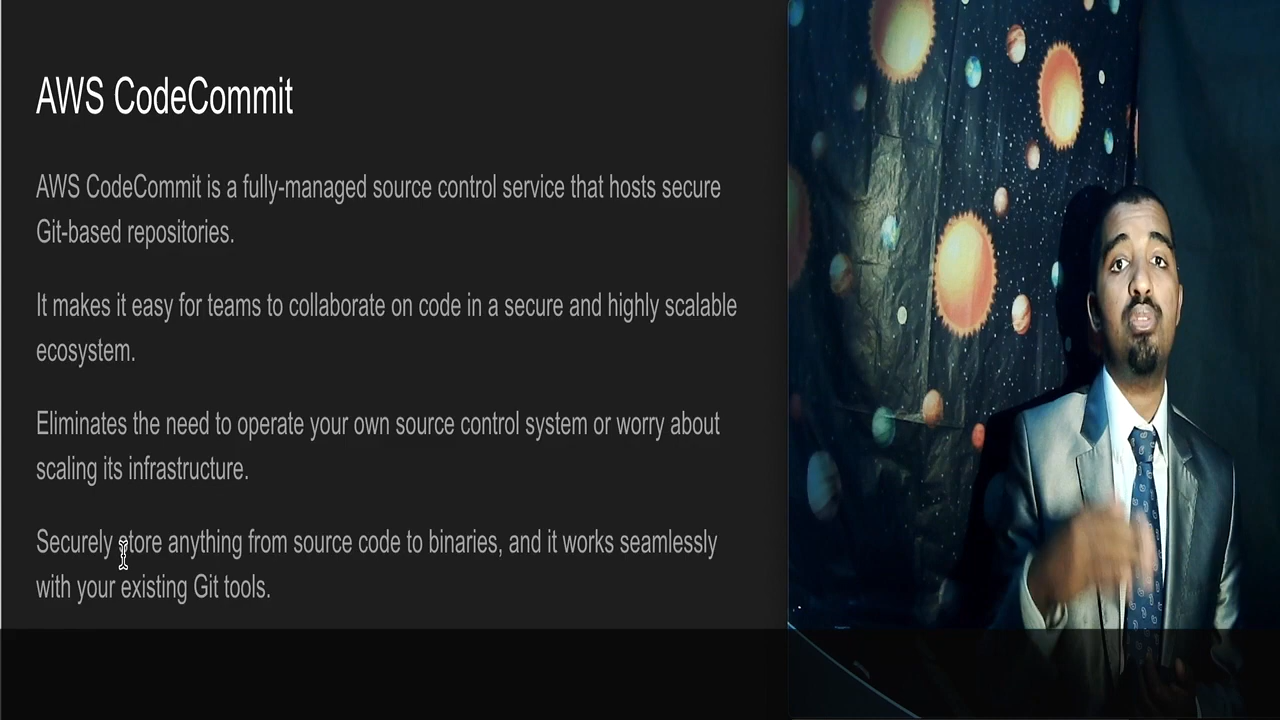 AWS CodeCommit
AWS CodeCommit is a fully-managed source control service that hosts secure
Git-based repositories.
It makes it easy for teams to collaborate on code in a secure and highly scalable
ecosystem.
Eliminates the need to operate your own source control system or worry about
scaling its infrastructure.
Securely store anything from source code to binaries, and it works seamlessly
with your existing Git tools.